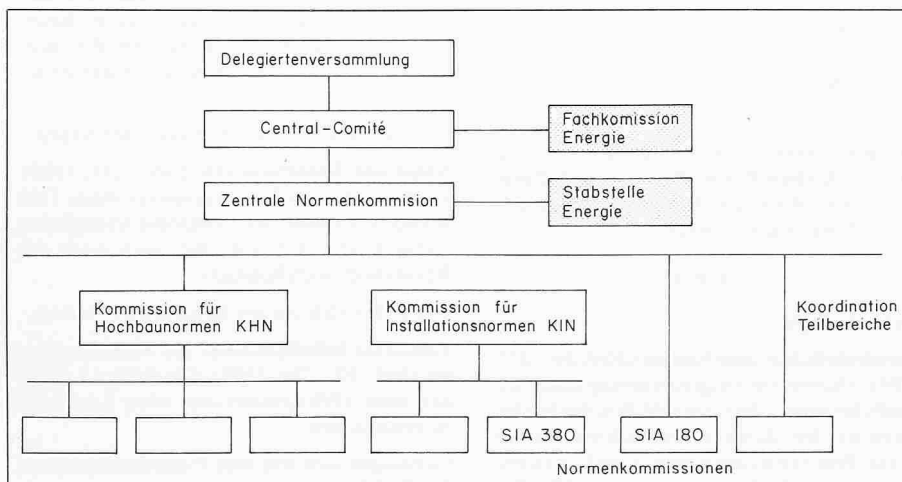 Delegiertenversammlung
Central-Comité
Fachkomission
Energie
Zentrale Normenkommision
Stabstelle
Energie
Kommission für
Hochbaunormen KHN
Kommission für
Installationsnormen KIN
Koordination
Teilbereiche
SIA 380
SIA 180
Normenkommissionen